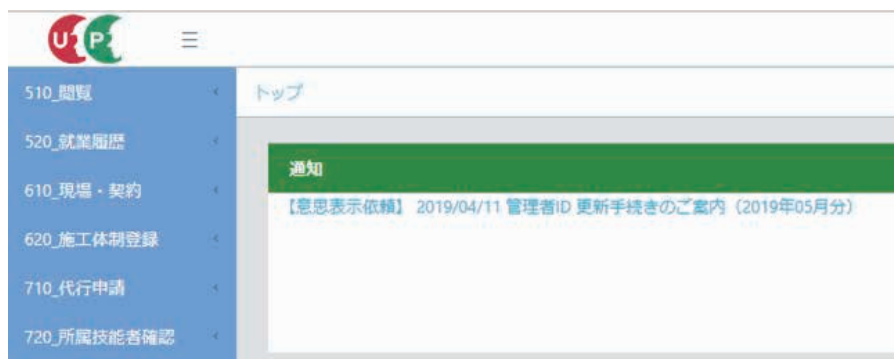 U P
510_閲覧
520_就業履歴
610_現場・契約
620_施工体制登録
710_代行申請
720_所属技能者確認
トップ
通知
【意思表示依頼】 2019/04/11 管理者ID 更新手続きのご案内（2019年05月分）